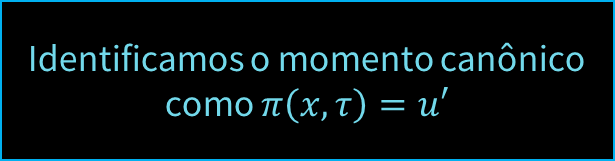 Identificamos o momento canônico
como π(x, τ) = u′